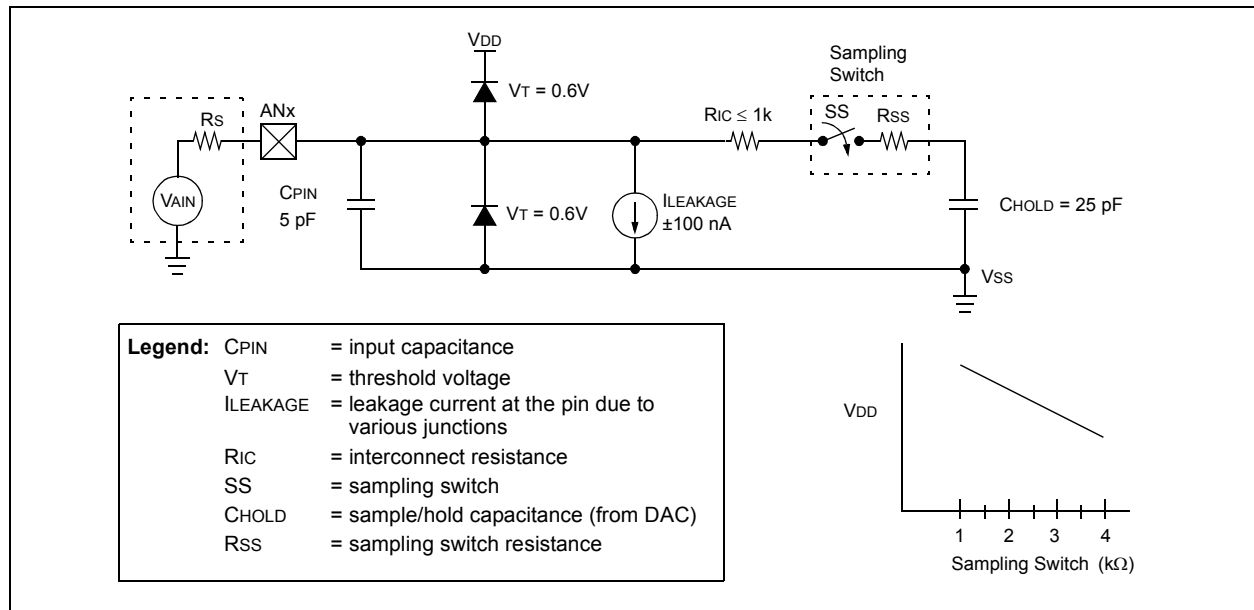 VDD
Sampling
Switch
VT = 0.6V
RS
ANx
RIC ≤ 1k
SS
RSS
VAIN
CPIN
5 pF
VT = 0.6V
ILEAKAGE
±100 nA
CHOLD = 25 pF
VSS
Legend: CPIN = input capacitance
VT = threshold voltage
ILEAKAGE = leakage current at the pin due to
various junctions
RIC = interconnect resistance
SS = sampling switch
CHOLD = sample/hold capacitance (from DAC)
RSS = sampling switch resistance
VDD
1 2 3 4
Sampling Switch (kΩ)